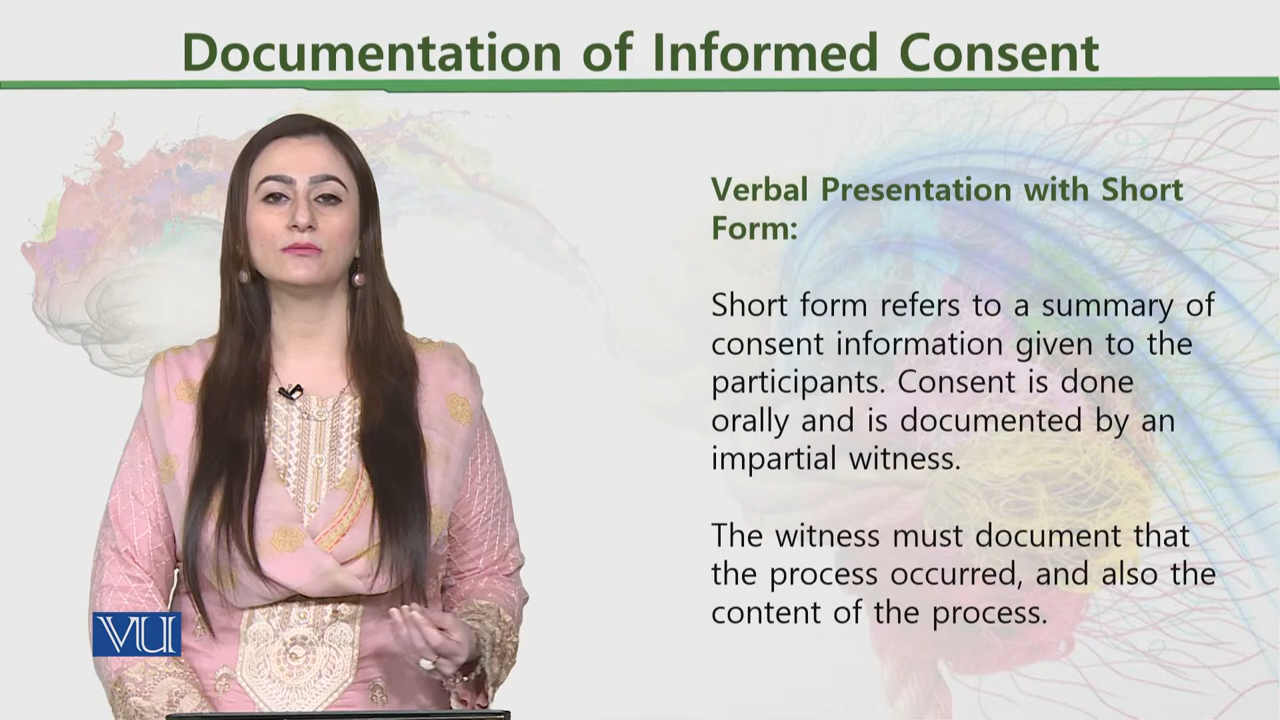 Documentation of Informed Consent
Verbal Presentation with Short
Form:
Short form refers to a summary of
consent information given to the
participants. Consent is done
orally and is documented by an
impartial witness.
The witness must document that
the process occurred, and also the
content of the process.
VU